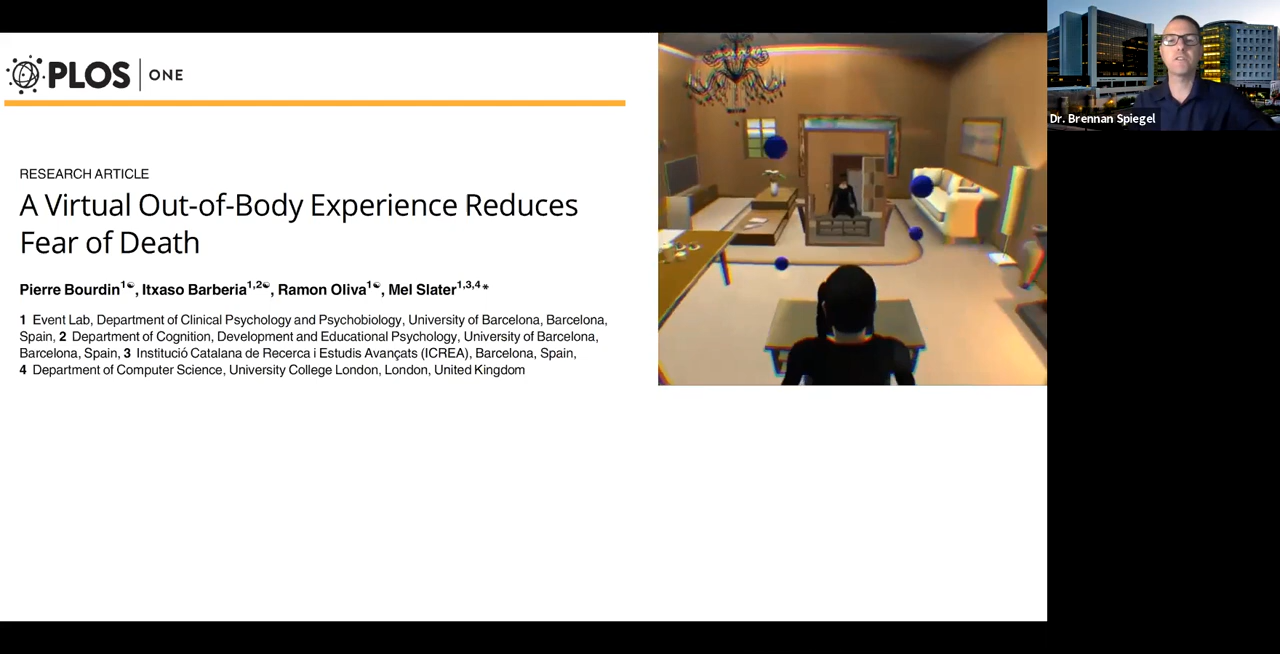 PLOS ONE
RESEARCH ARTICLE
A Virtual Out-of-Body Experience Reduces
Fear of Death
Pierre Bourdin1☯, Itxaso Barberia1,2☯, Ramon Oliva1☯, Mel Slater1,3,4*
1 Event Lab, Department of Clinical Psychology and Psychobiology, University of Barcelona, Barcelona,
Spain, 2 Department of Cognition, Development and Educational Psychology, University of Barcelona,
Barcelona, Spain, 3 Institució Catalana de Recerca i Estudis Avançats (ICREA), Barcelona, Spain,
4 Department of Computer Science, University College London, London, United Kingdom
Dr. Brennan Spiegel